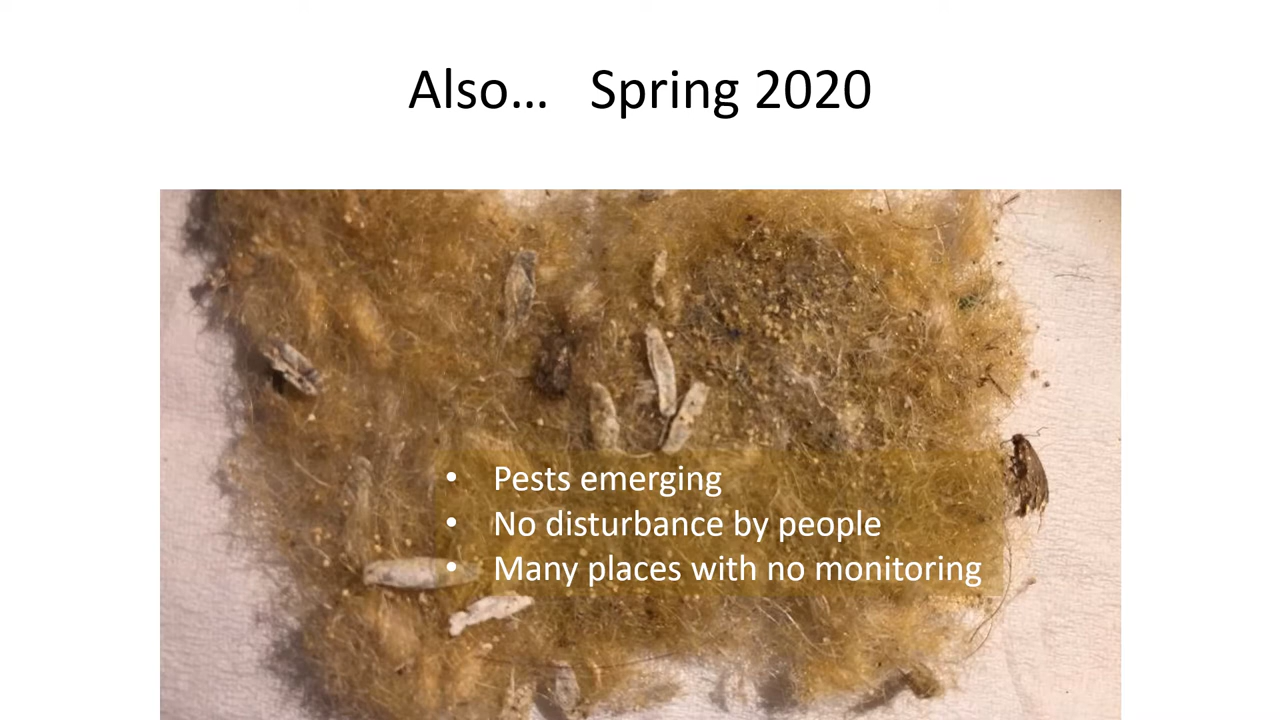 Also… Spring 2020
• Pests emerging
• No disturbance by people
• Many places with no monitoring